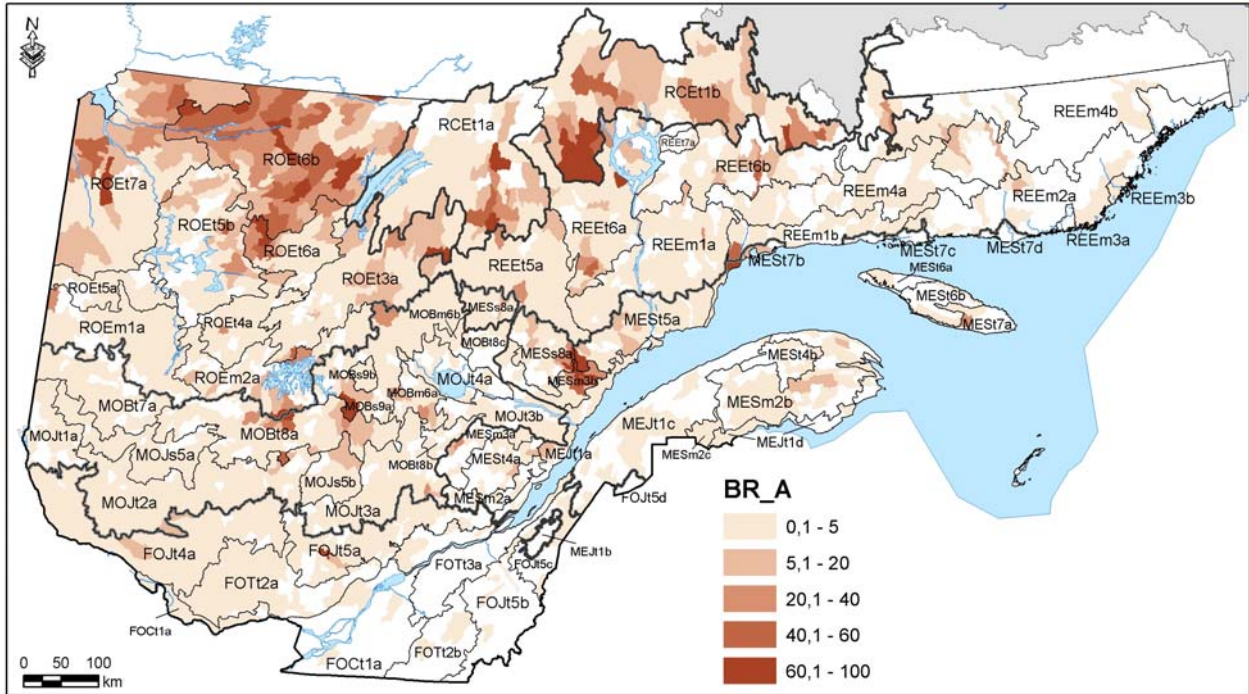 N
RCEt1b
RCEt1a
REEm4b
REEt7a
ROEt6b
REEt6b
ROEt7a
REEm4a
REEm2a
REEm3b
ROEt5b
REEt6a
ROEt6a
REEm1a
REEm1b
REEm3a
MESt7c
MESt7d
MESt7b
REEt5a
ROEt3a
MESt6a
ROEt5a
MESt6b
MOBm6b
MESs8a
MESt5a
MESt7a
ROEm1a
ROEt4a
MOBt8c
MESs8a
MESt4b
ROEm2a
MOBs9b
MOJt4a
MESm3b
MOBm6a
MESm2b
MOBt7a
MOBs9a
MOJt3b
MEJt1c
MOJt1a
MOBt8a
MESm3a
MEJt1d
MOJs5a
MEJt1a
MESm2c
MOBt8b
MESt4a
MOJs5b
FOJt5d
MOJt2a
MESm2a
MOJt3a
BR_A
0,1 - 5
5,1 - 20
20,1 - 40
40,1 - 60
60,1 - 100
MEJt1b
FOJt4a
FOJt5a
FOTt3a
FOJt5c
FOTt2a
FOJt5b
FOCt1a
FOTt2b
FOCt1a
0 50 100
km